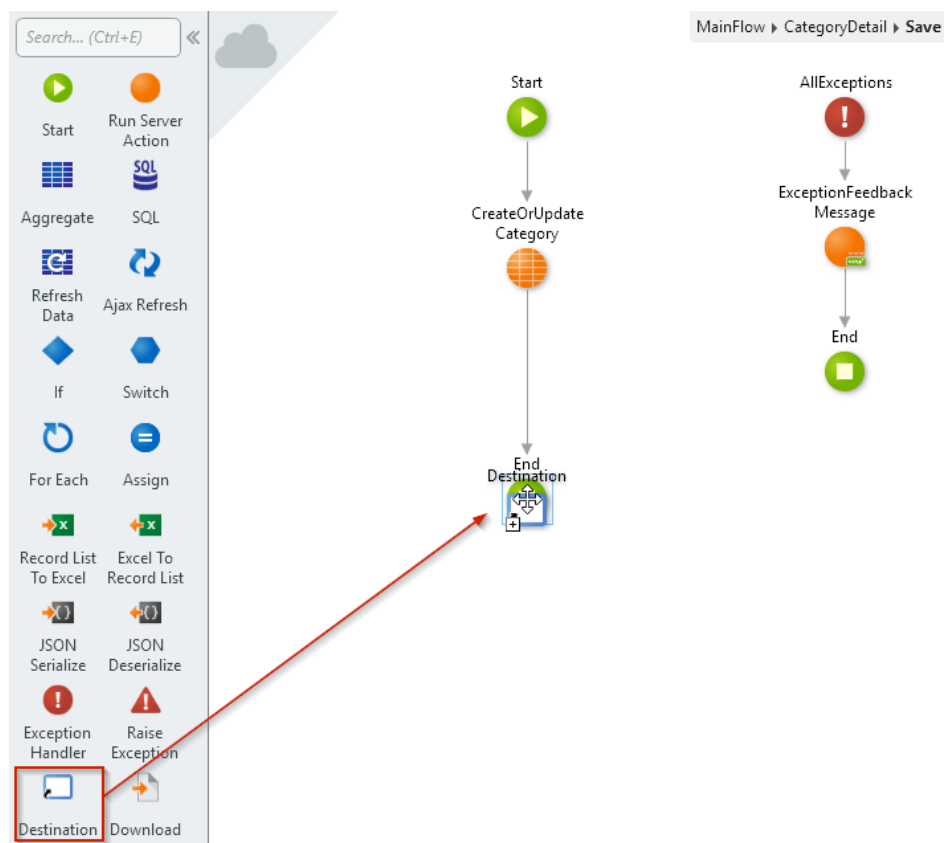 Search... (Ctrl+E)
Start
Run Server
Action
Aggregate
SQL
SQL
Refresh
Data
Ajax Refresh
If
Switch
For Each
Assign
x
x
Record List
To Excel
Excel To
Record List
{}
{}
JSON
Serialize
JSON
Deserialize
!
!
Exception
Handler
Raise
Exception
Destination
Download
MainFlow ▸ CategoryDetail ▸ Save
Start
CreateOrUpdate
Category
End
Destination
AllExceptions
!
ExceptionFeedback
Message
End